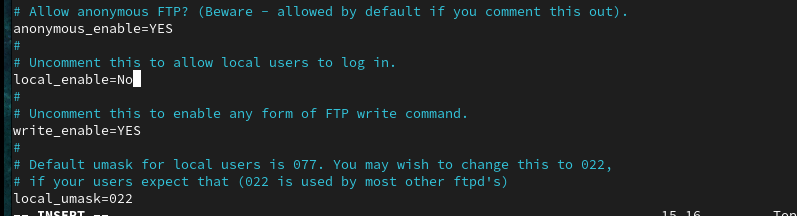 # Allow anonymous FTP? (Beware - allowed by default if you comment this out).
anonymous_enable=YES
#
# Uncomment this to allow local users to log in.
local_enable=No
#
# Uncomment this to enable any form of FTP write command.
write_enable=YES
#
# Default umask for local users is 077. You may wish to change this to 022,
# if your users expect that (022 is used by most other ftpd's)
local_umask=022
-- INSERT -- 15,16 Top